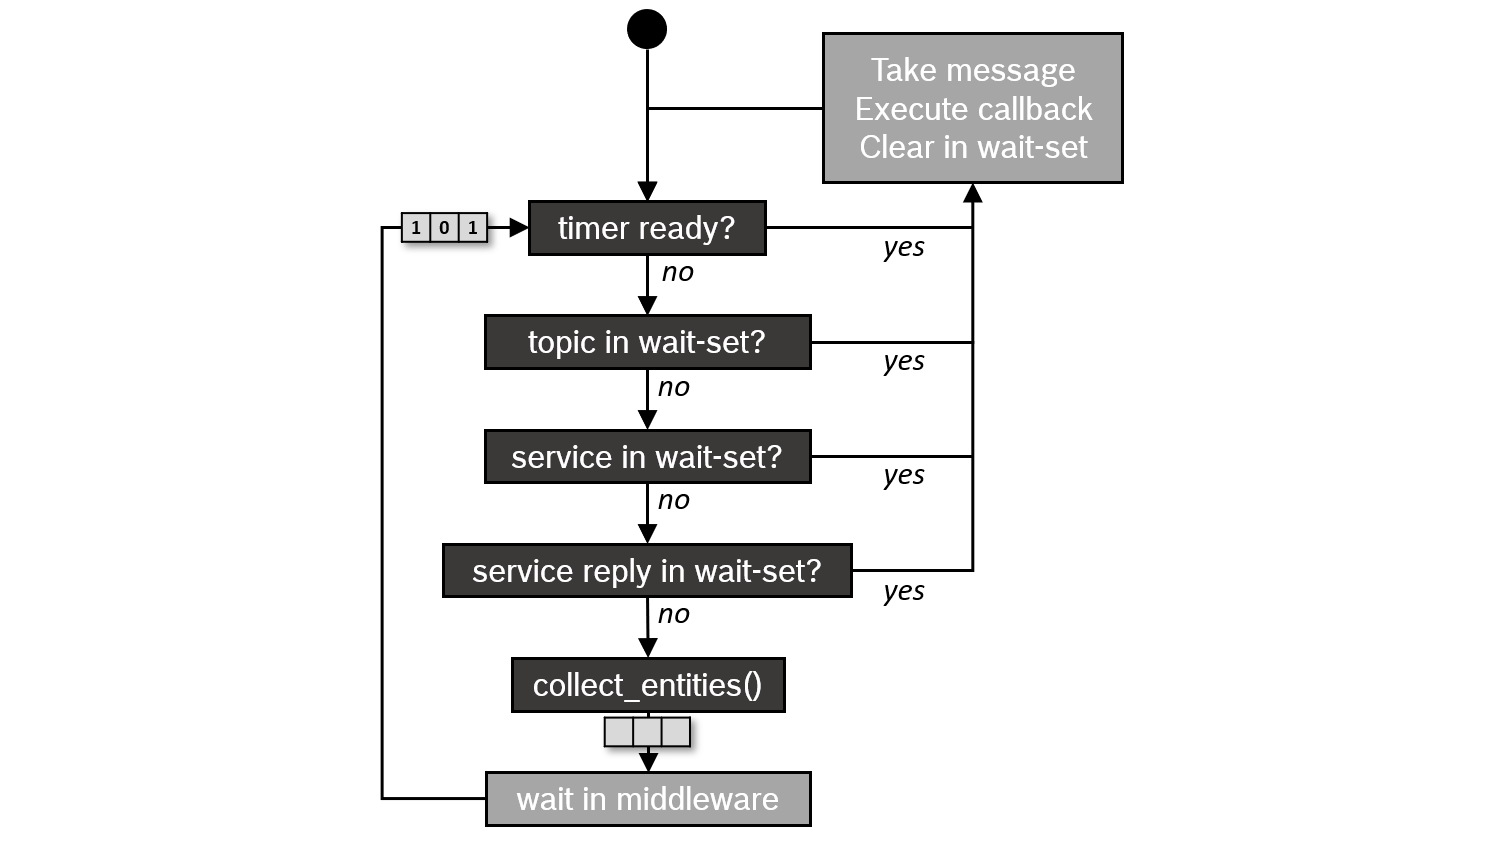 Take message
Execute callback
Clear in wait-set
1 0 1
timer ready?
yes
no
topic in wait-set?
yes
no
service in wait-set?
yes
no
service reply in wait-set?
yes
no
collect_entities()
wait in middleware